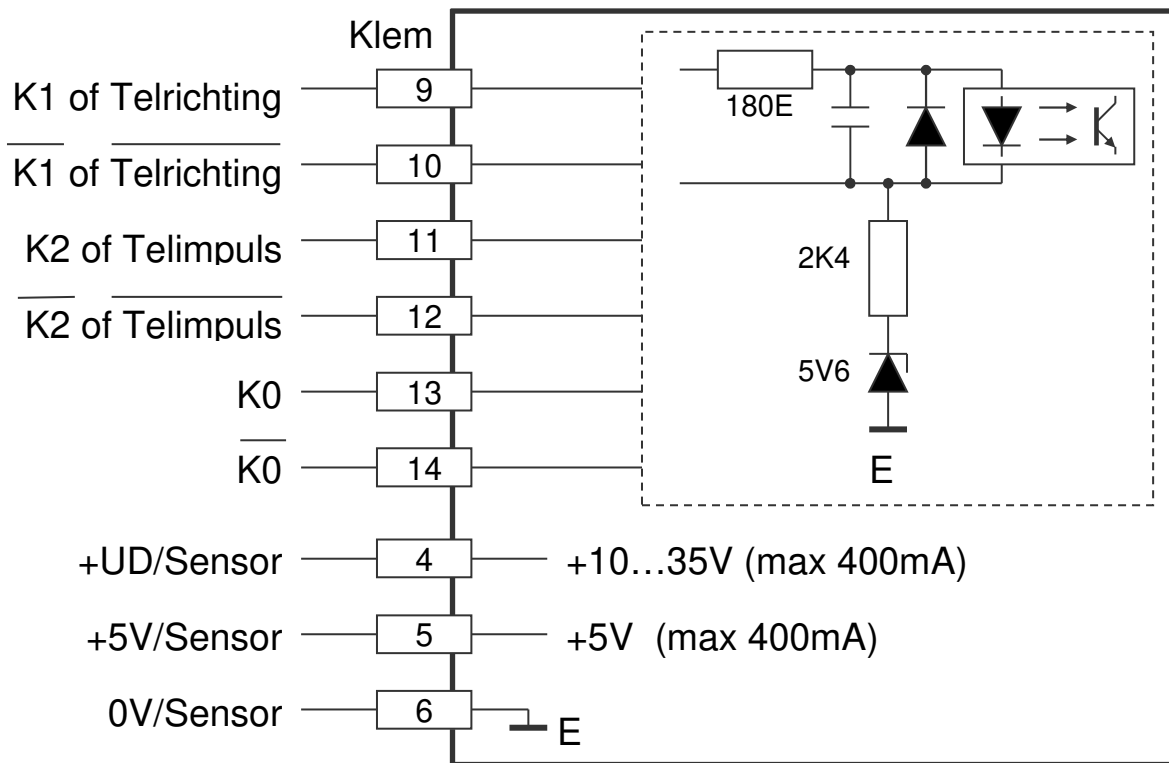 Klem
K1 of Telrichting 9
K1 of Telrichting 10
K2 of Telimpuls 11
K2 of Telimpuls 12
K0 13
K0 14
+UD/Sensor 4 +10...35V (max 400mA)
+5V/Sensor 5 +5V (max 400mA)
0V/Sensor 6 E
180E
2K4
5V6
E